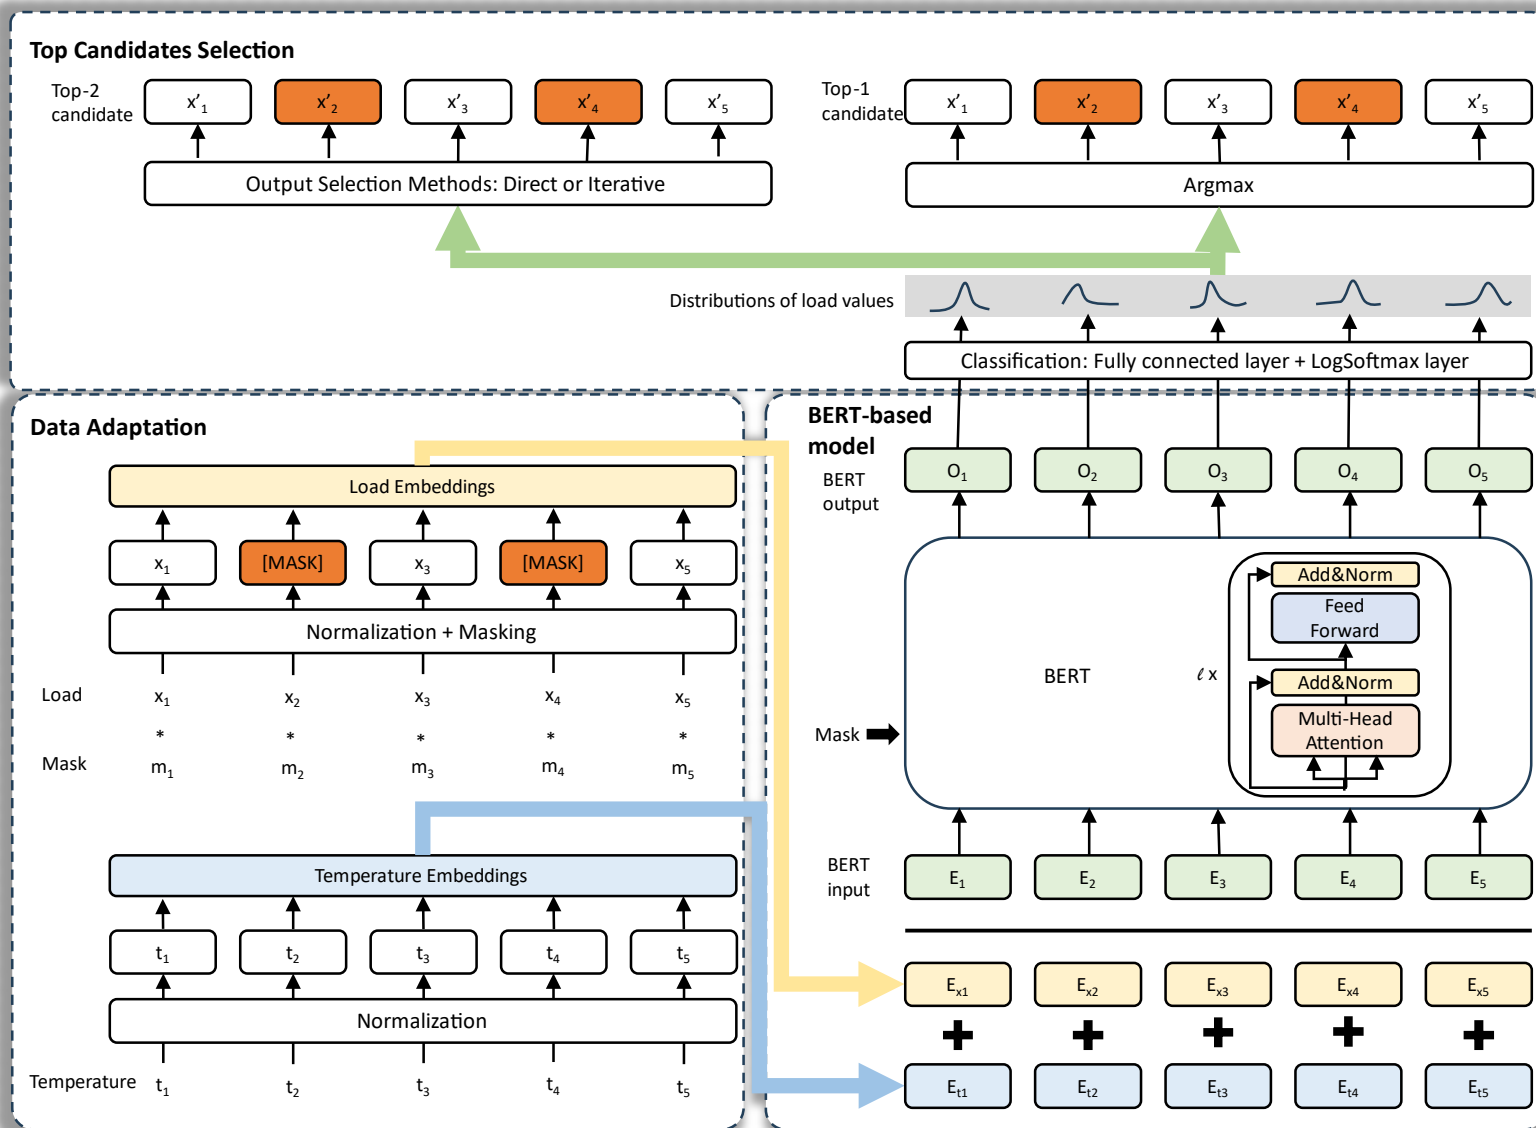 Top Candidates Selection
Top-2
candidate
x’1 x’2 x’3 x’4 x’5
Output Selection Methods: Direct or Iterative
Top-1
candidate
x’1 x’2 x’3 x’4 x’5
Argmax
Distributions of load values
Classification: Fully connected layer + LogSoftmax layer
Data Adaptation
Load Embeddings
x1 [MASK] x3 [MASK] x5
Normalization + Masking
Load x1 x2 x3 x4 x5
* * * * *
Mask m1 m2 m3 m4 m5
Temperature Embeddings
t1 t2 t3 t4 t5
Normalization
Temperature t1 t2 t3 t4 t5
BERT-based
model
BERT
output
O1 O2 O3 O4 O5
Add&Norm
Feed
Forward
BERT
ℓ x
Add&Norm
Multi-Head
Attention
Mask
BERT
input
E1 E2 E3 E4 E5
Ex1 Ex2 Ex3 Ex4 Ex5
+ + + + +
Et1 Et2 Et3 Et4 Et5